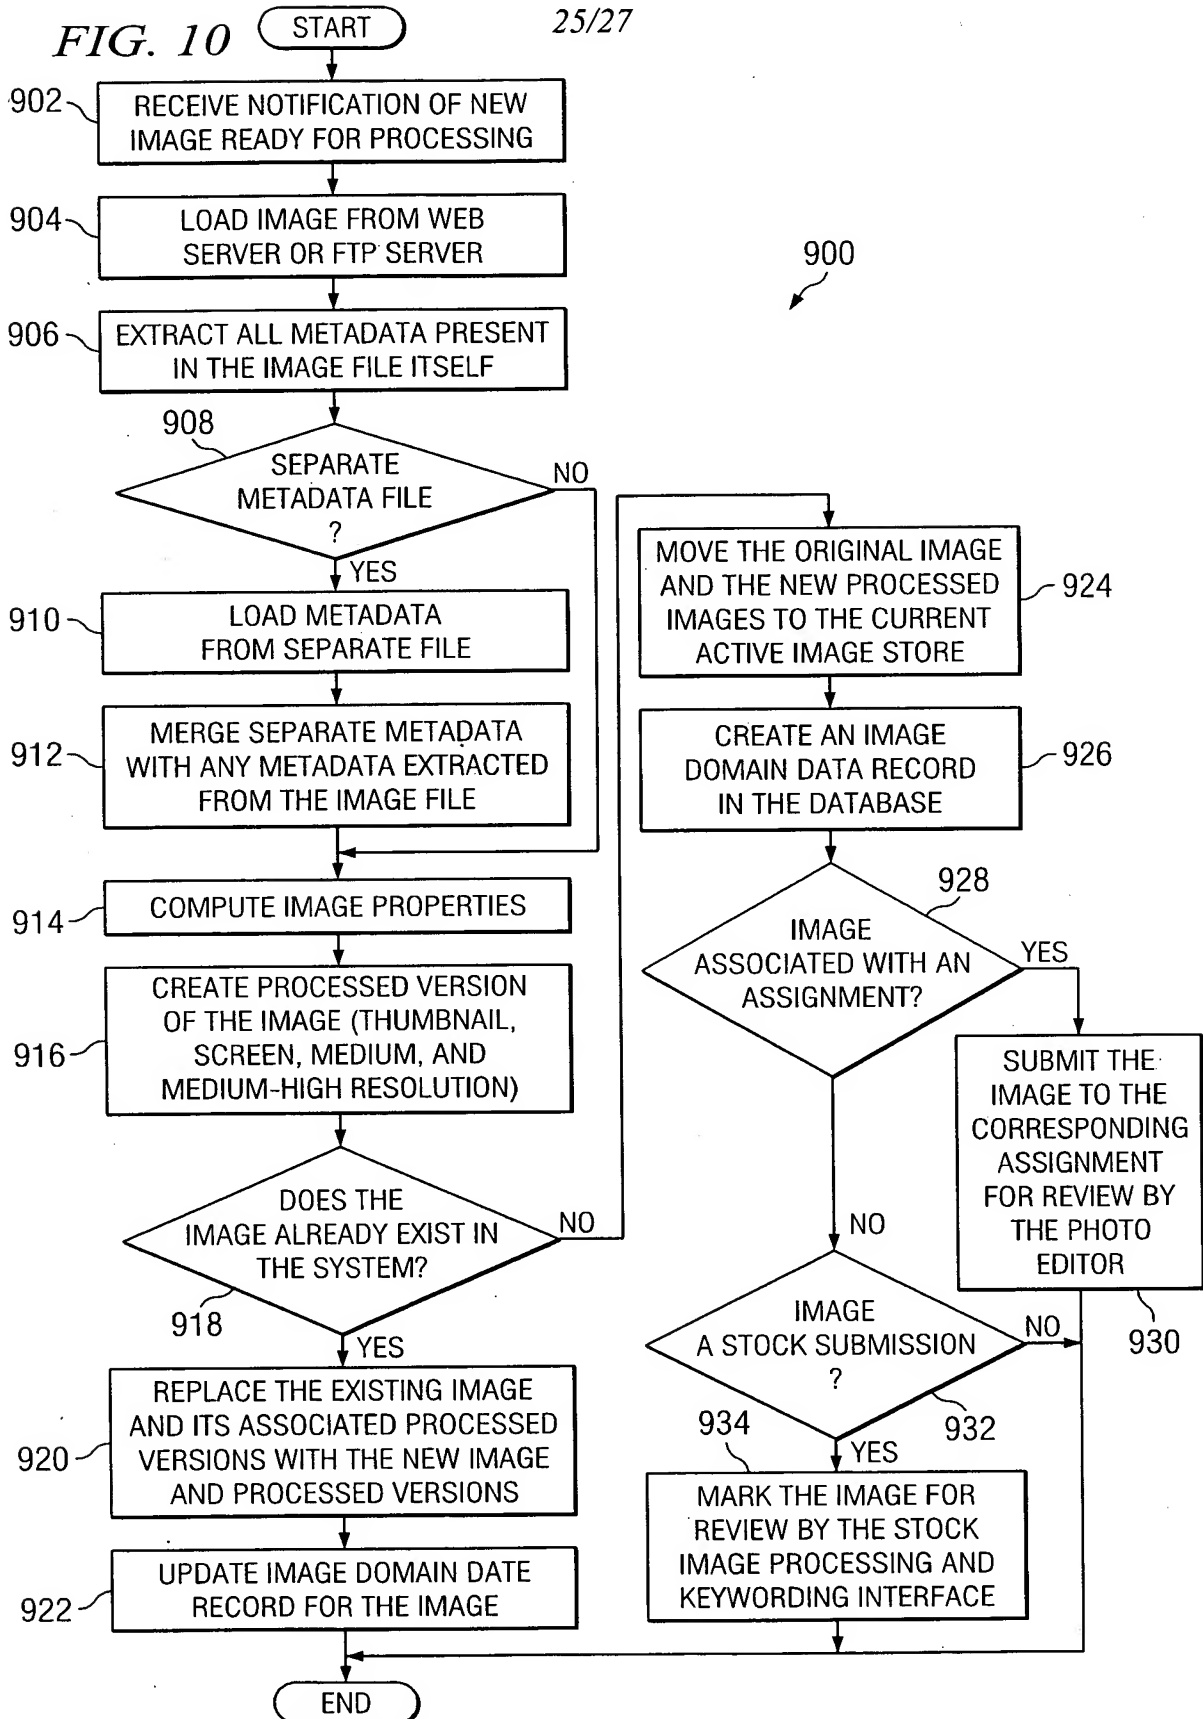 FIG. 10
START
25/27
902
RECEIVE NOTIFICATION OF NEW
IMAGE READY FOR PROCESSING
904
LOAD IMAGE FROM WEB
SERVER OR FTP SERVER
900
906
EXTRACT ALL METADATA PRESENT
IN THE IMAGE FILE ITSELF
908
SEPARATE
METADATA FILE
?
NO
YES
910
LOAD METADATA
FROM SEPARATE FILE
912
MERGE SEPARATE METADATA
WITH ANY METADATA EXTRACTED
FROM THE IMAGE FILE
914
COMPUTE IMAGE PROPERTIES
916
CREATE PROCESSED VERSION
OF THE IMAGE (THUMBNAIL,
SCREEN, MEDIUM, AND
MEDIUM-HIGH RESOLUTION)
DOES THE
IMAGE ALREADY EXIST IN
THE SYSTEM?
NO
918
YES
920
REPLACE THE EXISTING IMAGE
AND ITS ASSOCIATED PROCESSED
VERSIONS WITH THE NEW IMAGE
AND PROCESSED VERSIONS
922
UPDATE IMAGE DOMAIN DATE
RECORD FOR THE IMAGE
END
MOVE THE ORIGINAL IMAGE
AND THE NEW PROCESSED
IMAGES TO THE CURRENT
ACTIVE IMAGE STORE
924
CREATE AN IMAGE
DOMAIN DATA RECORD
IN THE DATABASE
926
928
IMAGE
ASSOCIATED WITH AN
ASSIGNMENT?
YES
NO
SUBMIT THE
IMAGE TO THE
CORRESPONDING
ASSIGNMENT
FOR REVIEW BY
THE PHOTO
EDITOR
930
IMAGE
A STOCK SUBMISSION
?
NO
932
934
YES
MARK THE IMAGE FOR
REVIEW BY THE STOCK
IMAGE PROCESSING AND
KEYWORDING INTERFACE